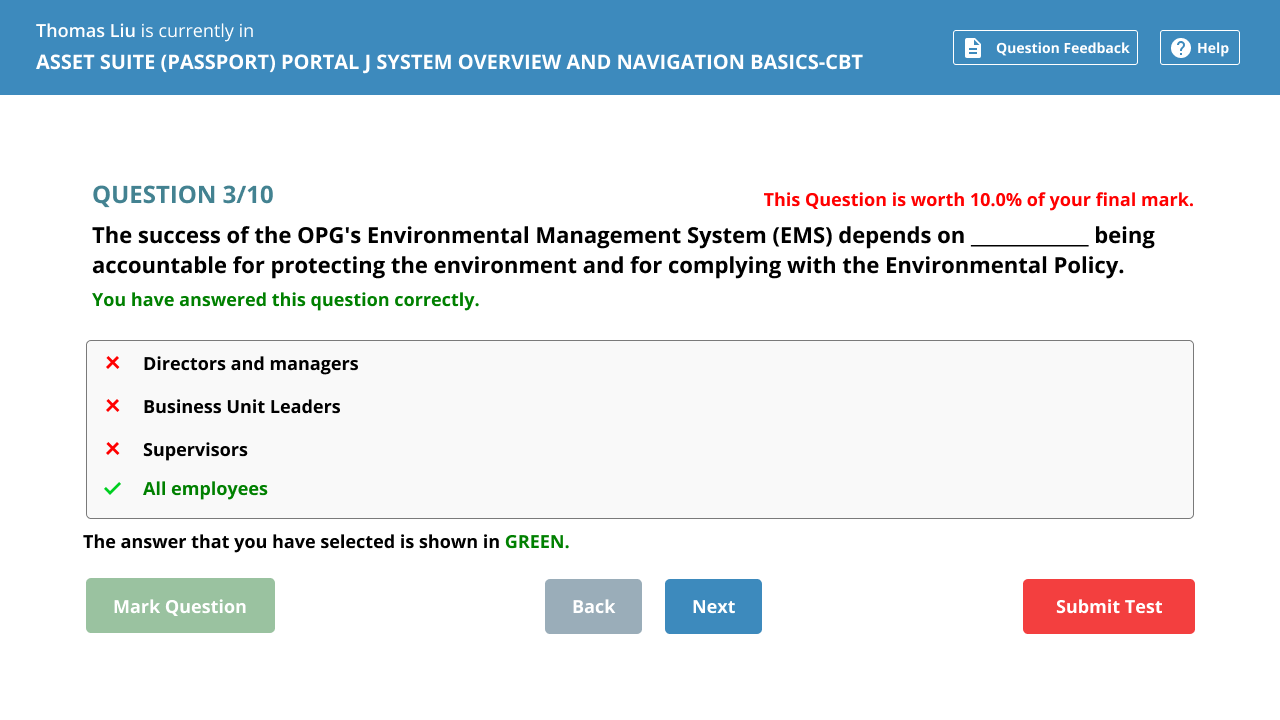 Thomas Liu is currently in
ASSET SUITE (PASSPORT) PORTAL J SYSTEM OVERVIEW AND NAVIGATION BASICS-CBT
Question Feedback
Help
QUESTION 3/10
This Question is worth 10.0% of your final mark.
The success of the OPG's Environmental Management System (EMS) depends on ____________ being
accountable for protecting the environment and for complying with the Environmental Policy.
You have answered this question correctly.
Directors and managers
Business Unit Leaders
Supervisors
All employees
The answer that you have selected is shown in GREEN.
Mark Question
Back
Next
Submit Test